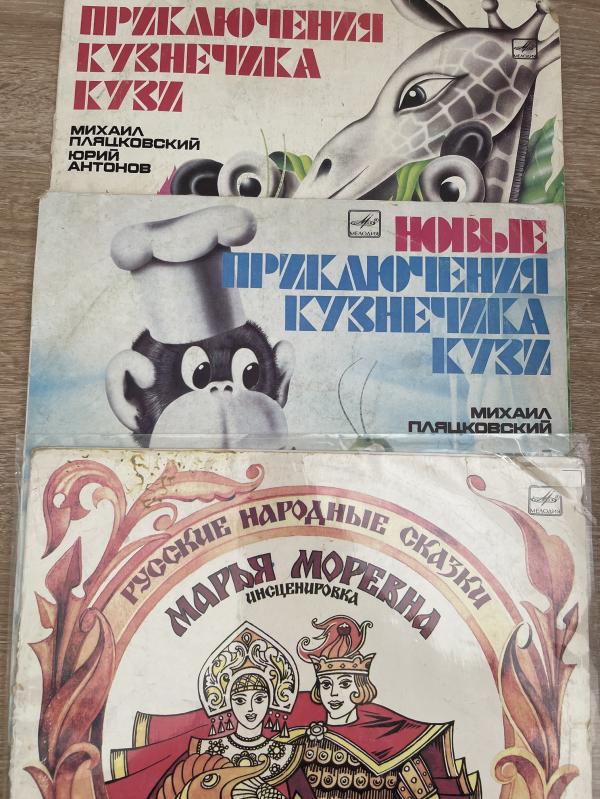 ПРИКЛЮЧЕНИЯ
КУЗНЕЧИКА
КУЗИ
МИХАИЛ
ПЛЯЦКОВСКИЙ
ЮРИЙ
АНТОНОВ
МЕЛОДИЯ
МЕЛОДИЯ
НОВЫЕ
ПРИКЛЮЧЕНИЯ
КУЗНЕЧИКА
КУЗИ
МИХАИЛ
ПЛЯЦКОВСКИЙ
МЕЛОДИЯ
РУССКИЕ НАРОДНЫЕ СКАЗКИ
МАРЬЯ МОРЕВНА
ИНСЦЕНИРОВКА